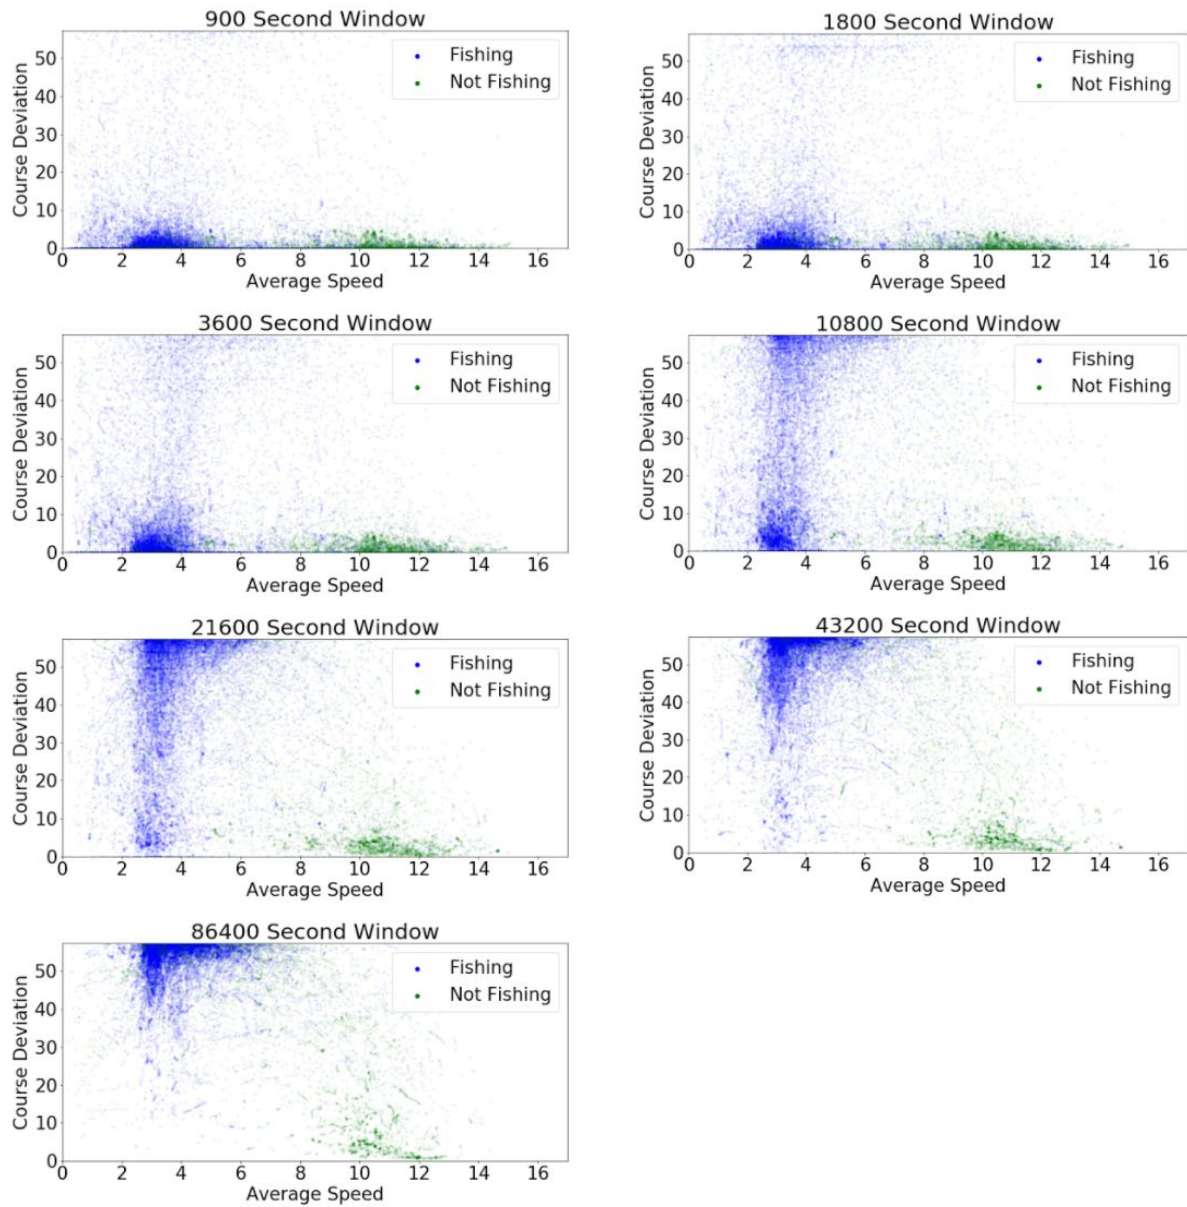 900 Second Window
Course Deviation
50
40
30
20
10
0
Fishing
Not Fishing
0 2 4 6 8 10 12 14 16
Average Speed
1800 Second Window
Course Deviation
50
40
30
20
10
0
Fishing
Not Fishing
0 2 4 6 8 10 12 14 16
Average Speed
3600 Second Window
Course Deviation
50
40
30
20
10
0
Fishing
Not Fishing
0 2 4 6 8 10 12 14 16
Average Speed
10800 Second Window
Course Deviation
50
40
30
20
10
0
Fishing
Not Fishing
0 2 4 6 8 10 12 14 16
Average Speed
21600 Second Window
Course Deviation
50
40
30
20
10
0
Fishing
Not Fishing
0 2 4 6 8 10 12 14 16
Average Speed
43200 Second Window
Course Deviation
50
40
30
20
10
0
Fishing
Not Fishing
0 2 4 6 8 10 12 14 16
Average Speed
86400 Second Window
Course Deviation
50
40
30
20
10
0
Fishing
Not Fishing
0 2 4 6 8 10 12 14 16
Average Speed